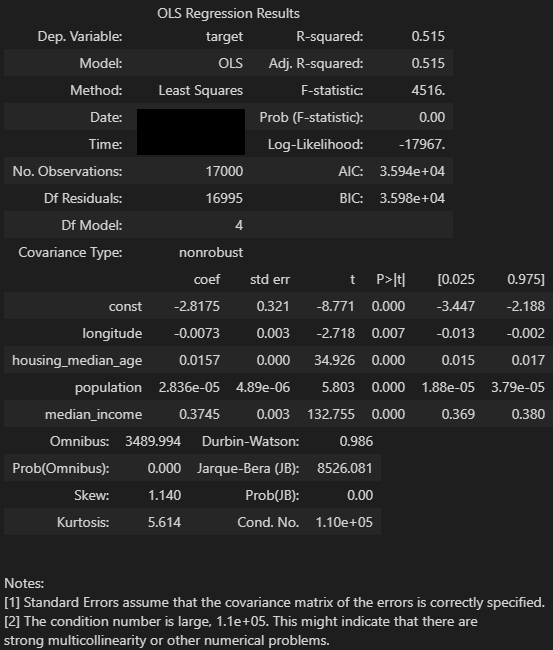 OLS Regression Results
Dep. Variable: target R-squared: 0.515
Model: OLS Adj. R-squared: 0.515
Method: Least Squares F-statistic: 4516.
Date: Prob (F-statistic): 0.00
Time: Log-Likelihood: -17967.
No. Observations: 17000 AIC: 3.594e+04
Df Residuals: 16995 BIC: 3.598e+04
Df Model: 4
Covariance Type: nonrobust
coef std err t P>|t| [0.025 0.975]
const -2.8175 0.321 -8.771 0.000 -3.447 -2.188
longitude -0.0073 0.003 -2.718 0.007 -0.013 -0.002
housing_median_age 0.0157 0.000 34.926 0.000 0.015 0.017
population 2.836e-05 4.89e-06 5.803 0.000 1.88e-05 3.79e-05
median_income 0.3745 0.003 132.755 0.000 0.369 0.380
Omnibus: 3489.994 Durbin-Watson: 0.986
Prob(Omnibus): 0.000 Jarque-Bera (JB): 8526.081
Skew: 1.140 Prob(JB): 0.00
Kurtosis: 5.614 Cond. No. 1.10e+05
Notes:
[1] Standard Errors assume that the covariance matrix of the errors is correctly specified.
[2] The condition number is large, 1.1e+05. This might indicate that there are
strong multicollinearity or other numerical problems.